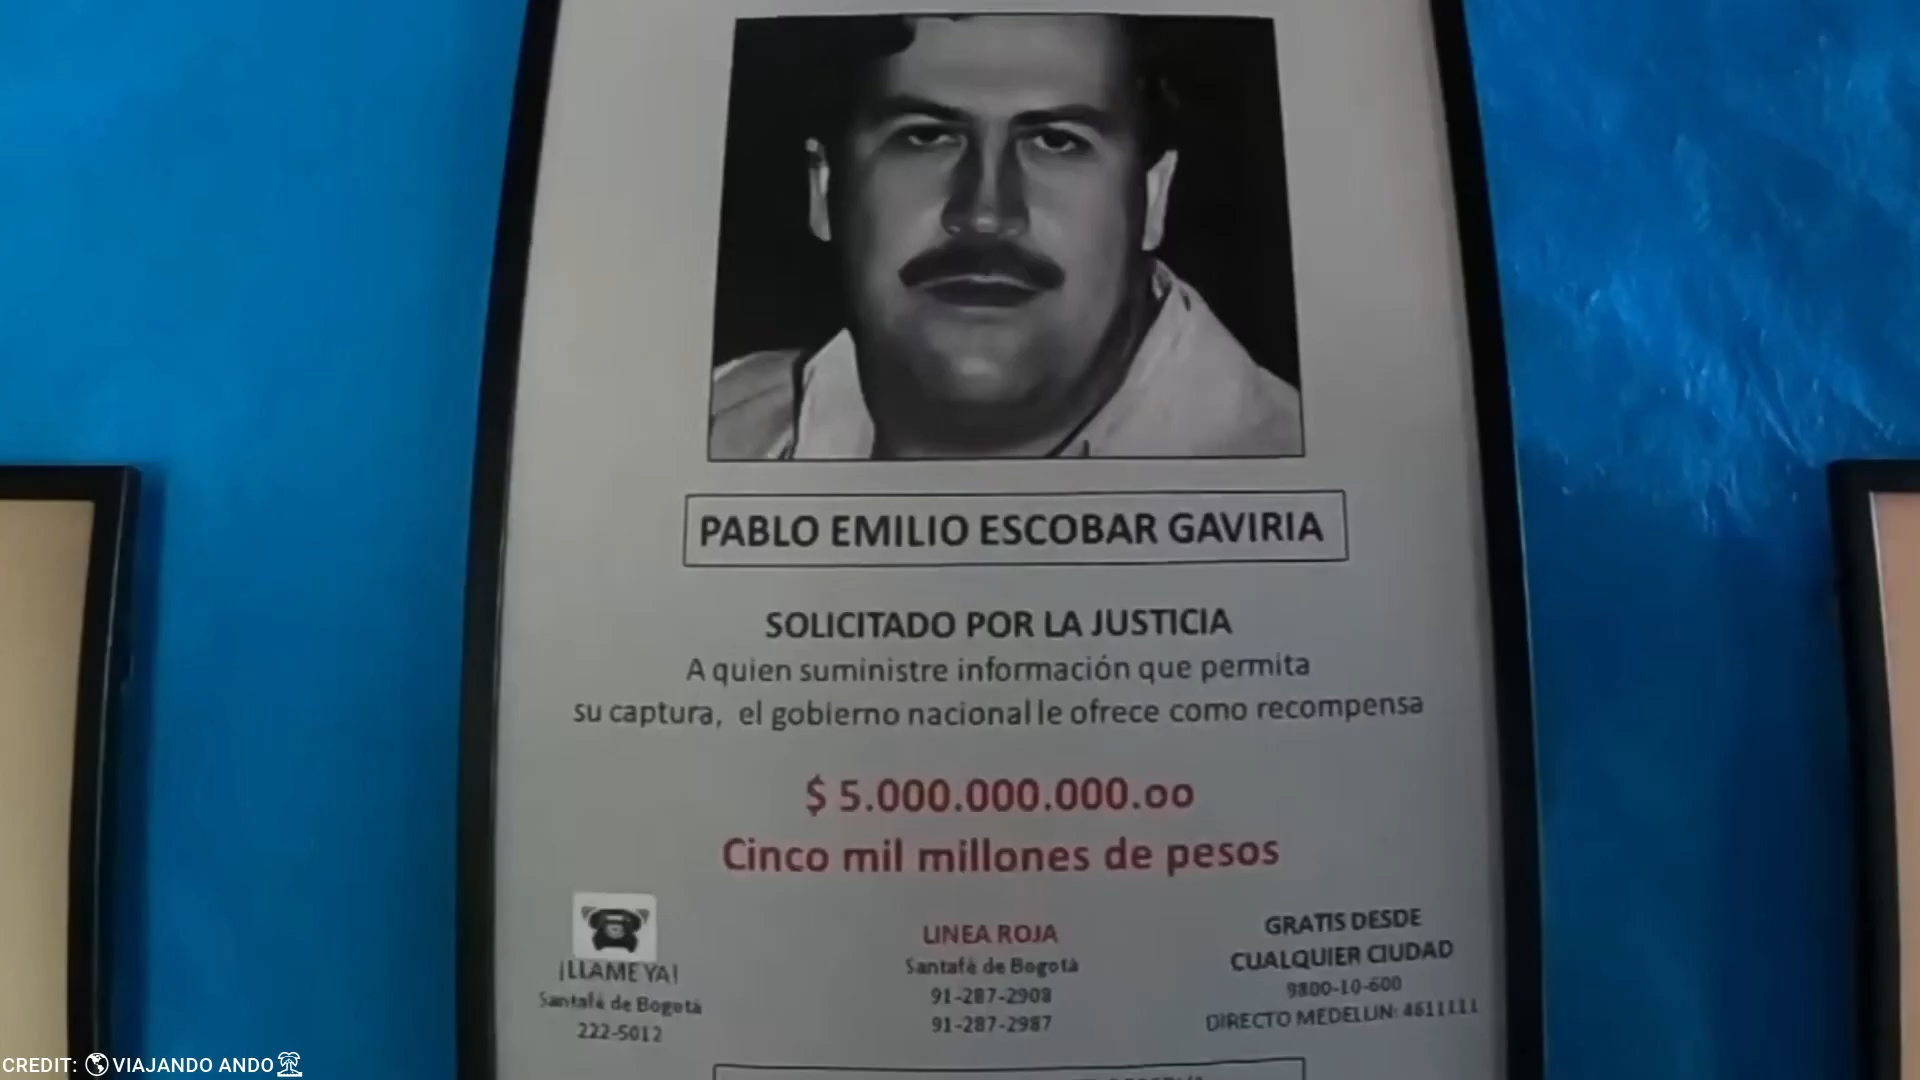 PABLO EMILIO ESCOBAR GAVIRIA
SOLICITADO POR LA JUSTICIA
A quien suministre información que permita
su captura, el gobierno nacional le ofrece como recompensa
$ 5.000.000.000.oo
Cinco mil millones de pesos
¡LLAME YA!
Santafé de Bogotá
222-5012
LINEA ROJA
Santafé de Bogotá
91-287-2908
91-287-2987
GRATIS DESDE
CUALQUIER CIUDAD
9800-10-600
DIRECTO MEDELLIN: 4611111
CREDIT: 🌎VIAJANDO ANDO🏝